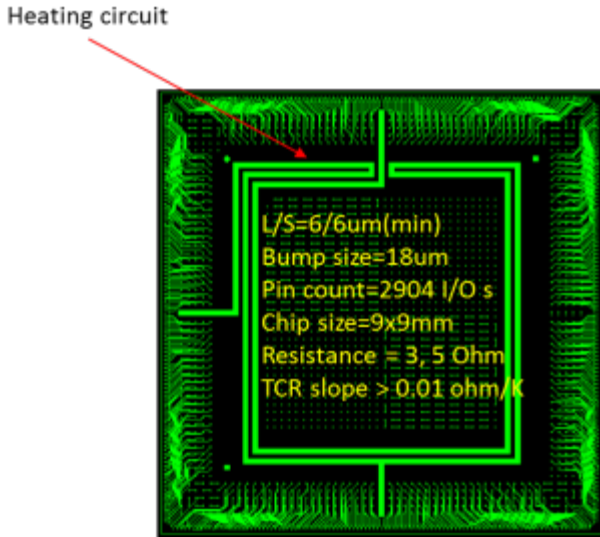 Heating circuit
L/S=6/6um(min)
Bump size=18um
Pin count=2904 I/O s
Chip size=9x9mm
Resistance = 3, 5 Ohm
TCR slope > 0.01 ohm/K